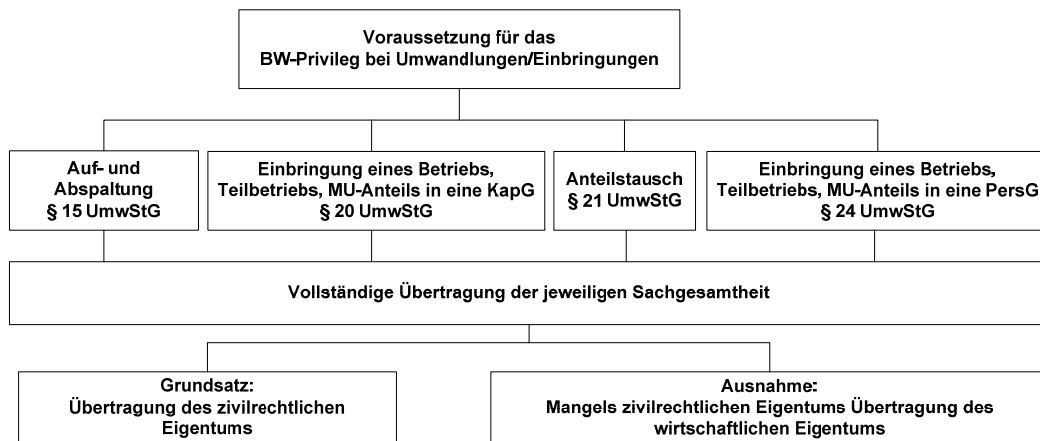 Voraussetzung für das
BW-Privileg bei Umwandlungen/Einbringungen
Auf- und
Abspaltung
§ 15 UmwStG
Einbringung eines Betriebs,
Teilbetriebs, MU-Anteils in eine KapG
§ 20 UmwStG
Anteilstausch
§ 21 UmwStG
Einbringung eines Betriebs,
Teilbetriebs, MU-Anteils in eine PersG
§ 24 UmwStG
Vollständige Übertragung der jeweiligen Sachgesamtheit
Grundsatz:
Übertragung des zivilrechtlichen
Eigentums
Ausnahme:
Mangels zivilrechtlichen Eigentums Übertragung des
wirtschaftlichen Eigentums